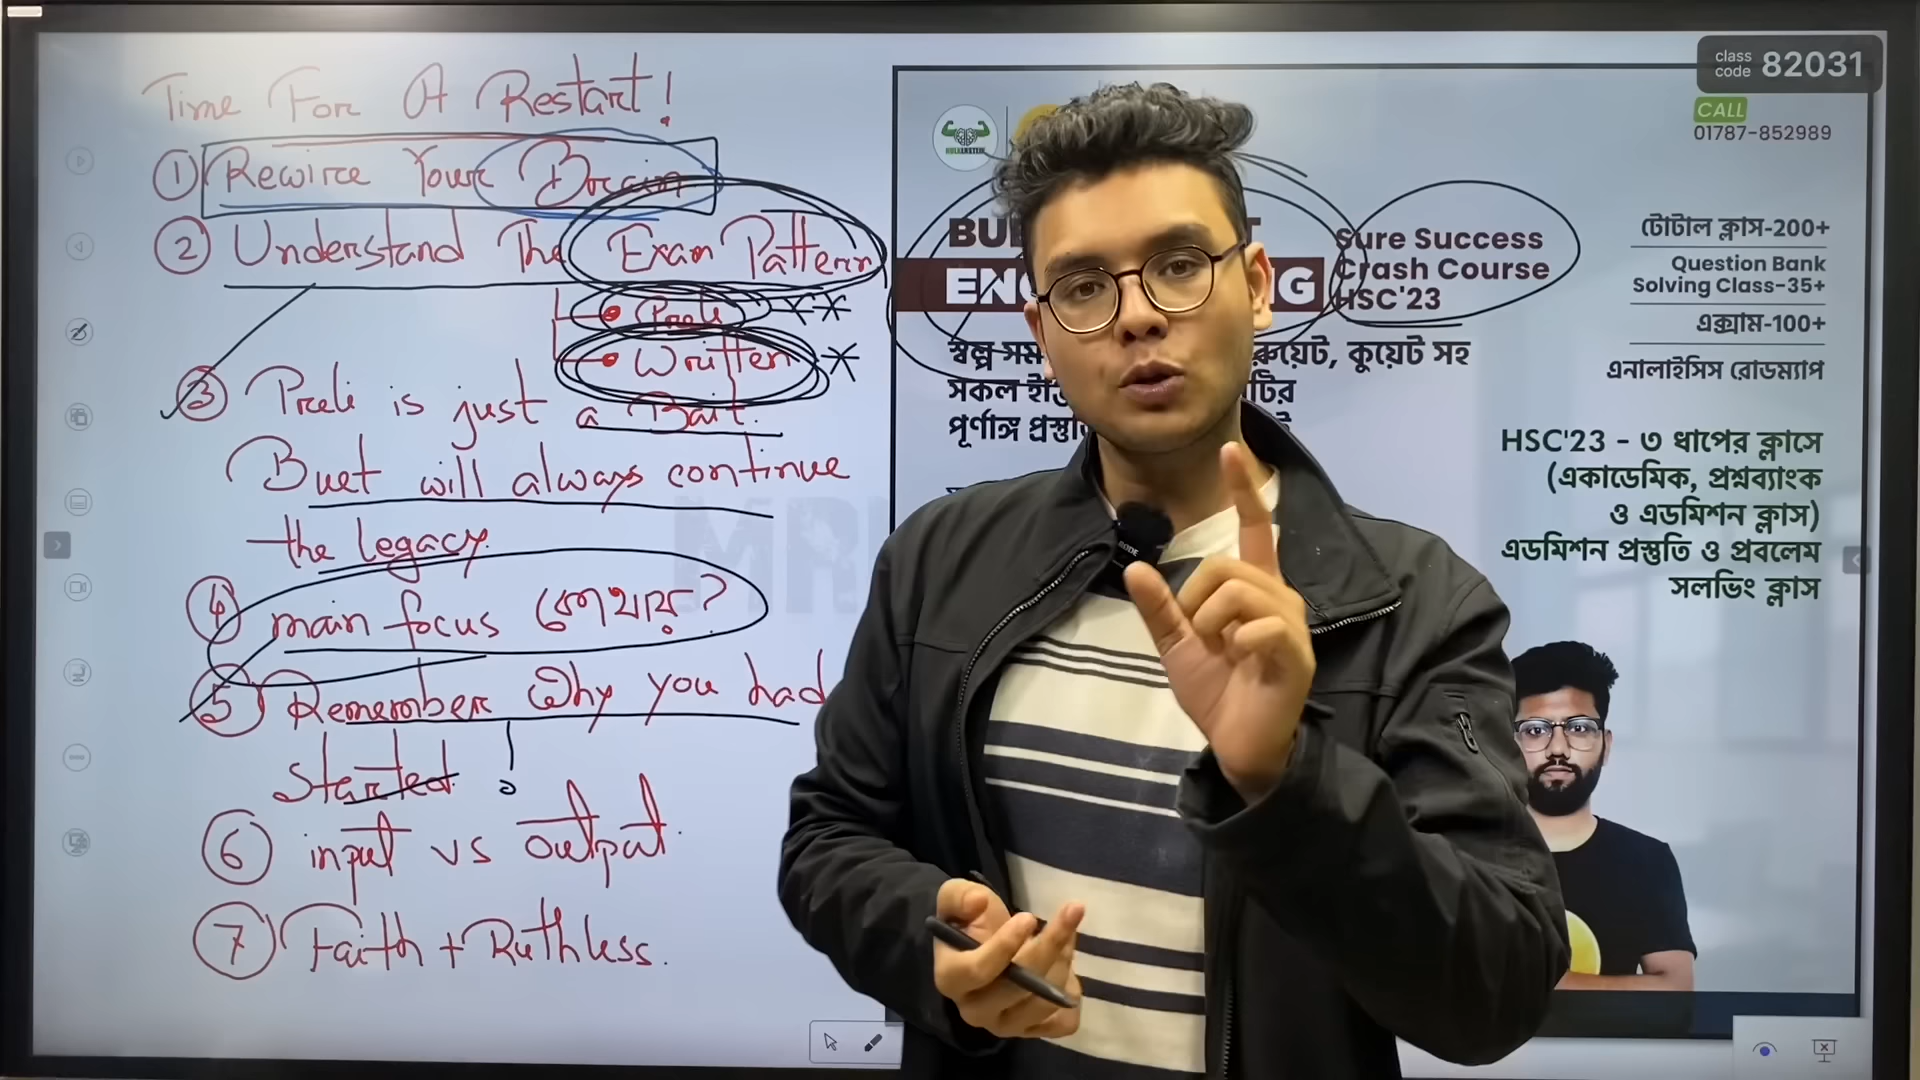 class code 82031
CALL
01787-852989
Time For A Restart!
① Rewire Your Brain
② Understand The Exam Pattern
Preli **
Written *
③ Preli is just a Bait.
Buet will always continue
the legacy.
④ main focus কোথায়?
⑤ Remember Why you had
started
⑥ input vs output.
⑦ Faith + Ruthless.
Sure Success
Crash Course
HSC'23
স্বল্প
কুয়েট সহ
সকল
পূর্ণাঙ্গ
টোটাল ক্লাস-200+
Question Bank
Solving Class-35+
এক্সাম-100+
এনালাইসিস রোডম্যাপ
HSC'23 - ৩ ধাপের ক্লাসে
(একাডেমিক, প্রশ্নব্যাংক
ও এডমিশন ক্লাস)
এডমিশন প্রস্তুতি ও প্রবলেম
সলভিং ক্লাস